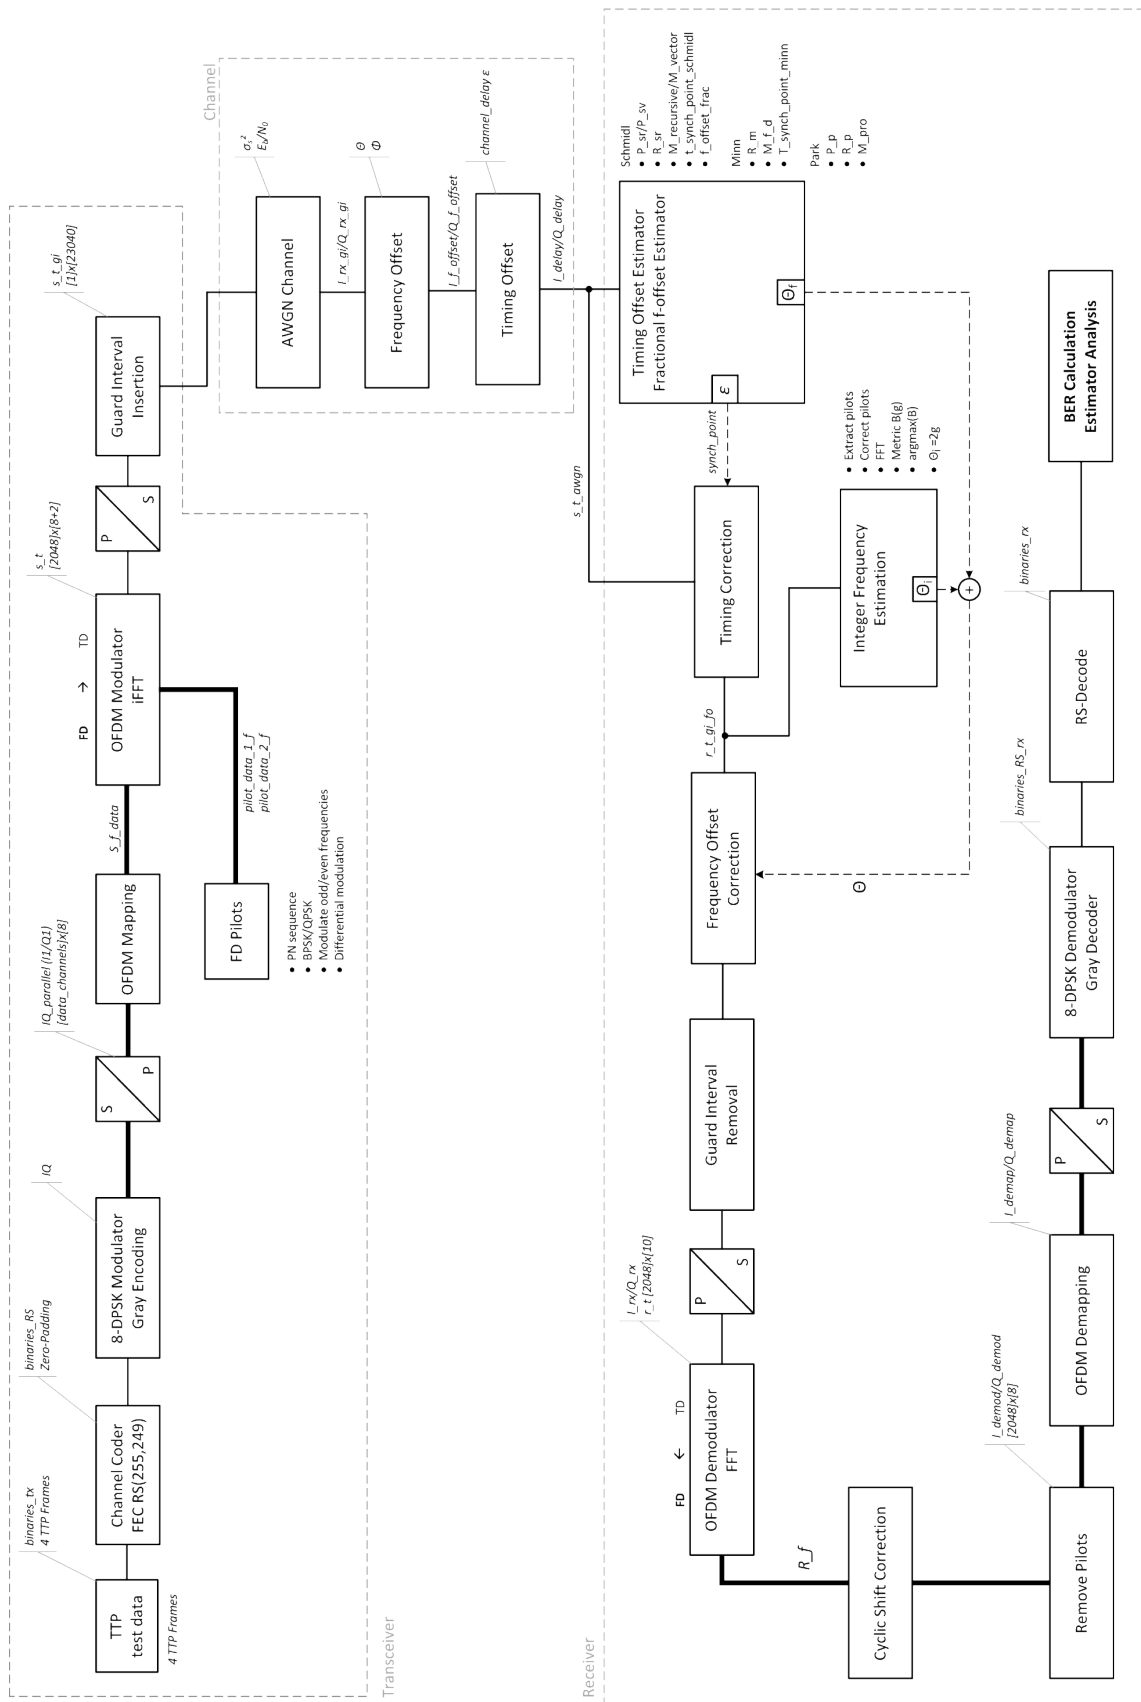 binaries_tx
4 TTP Frames
TTP
test data
4 TTP Frames
Channel Coder
FEC RS(255,249)
binaries_RS
Zero-Padding
8-DPSK Modulator
Gray Encoding
IQ
S
P
IQ_parallel (I1/Q1)
[data_channels]x[8]
OFDM Mapping
S_f_data
FD → TD
OFDM Modulator
iFFT
s_t
[2048]x[8+2]
P
S
Guard Interval
Insertion
s_t_gi
[1]x[23040]
FD Pilots
pilot_data_1_f
pilot_data_2_f
• PN sequence
• BPSK/QPSK
• Modulate odd/even frequencies
• Differential modulation
Transceiver
Channel
AWGN Channel
Frequency Offset
Θ
Φ
I_rx_gi/Q_rx_gi
I_f_offset/Q_f_offset
Timing Offset
channel_delay ε
I_delay/Q_delay
Receiver
s_t_awgn
Timing Offset Estimator
Fractional f-offset Estimator
ε
Θf
Schmidl
• P_sr/P_sv
• R_sr
• M_recursive/M_vector
• t_synch_point_schmidl
• f_offset_frac
Minn
• R_m
• M_f_d
• T_synch_point_minn
Park
• P_p
• R_p
• M_pro
synch_point
Timing Correction
r_t_gi_fo
Integer Frequency
Estimation
Θi
• Extract pilots
• Correct pilots
• FFT
• Metric B(g)
• argmax(B)
• Θi =2g
+
Θ
Frequency Offset
Correction
Guard Interval
Removal
P
S
I_rx/Q_rx
r_t [2048]x[10]
FD ← TD
OFDM Demodulator
FFT
R_f
Cyclic Shift Correction
Remove Pilots
I_demod/Q_demod
[2048]x[8]
OFDM Demapping
I_demap/Q_demap
P
S
8-DPSK Demodulator
Gray Decoder
binaries_RS_rx
RS-Decode
binaries_rx
BER Calculation
Estimator Analysis